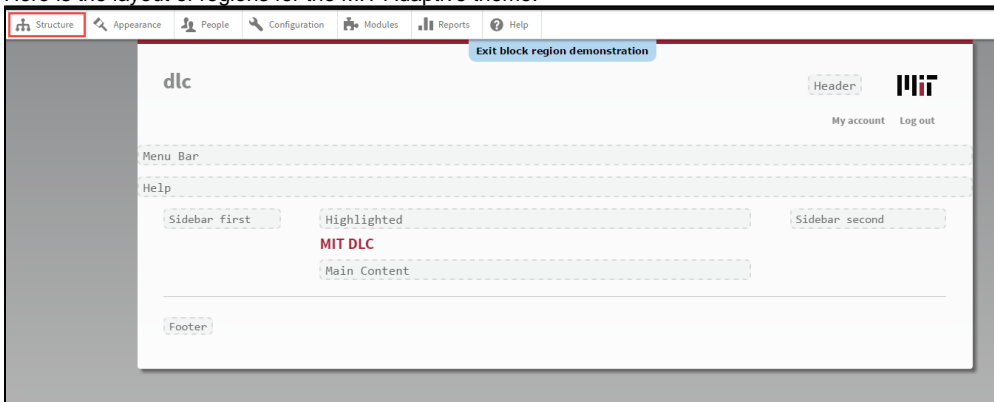 Here is the layout of regions for the MIT Adaptive theme:
Structure Appearance People Configuration Modules Reports Help
Exit block region demonstration
dlc
Header
MiT
My account Log out
Menu Bar
Help
Sidebar first
Highlighted
Sidebar second
MIT DLC
Main Content
Footer